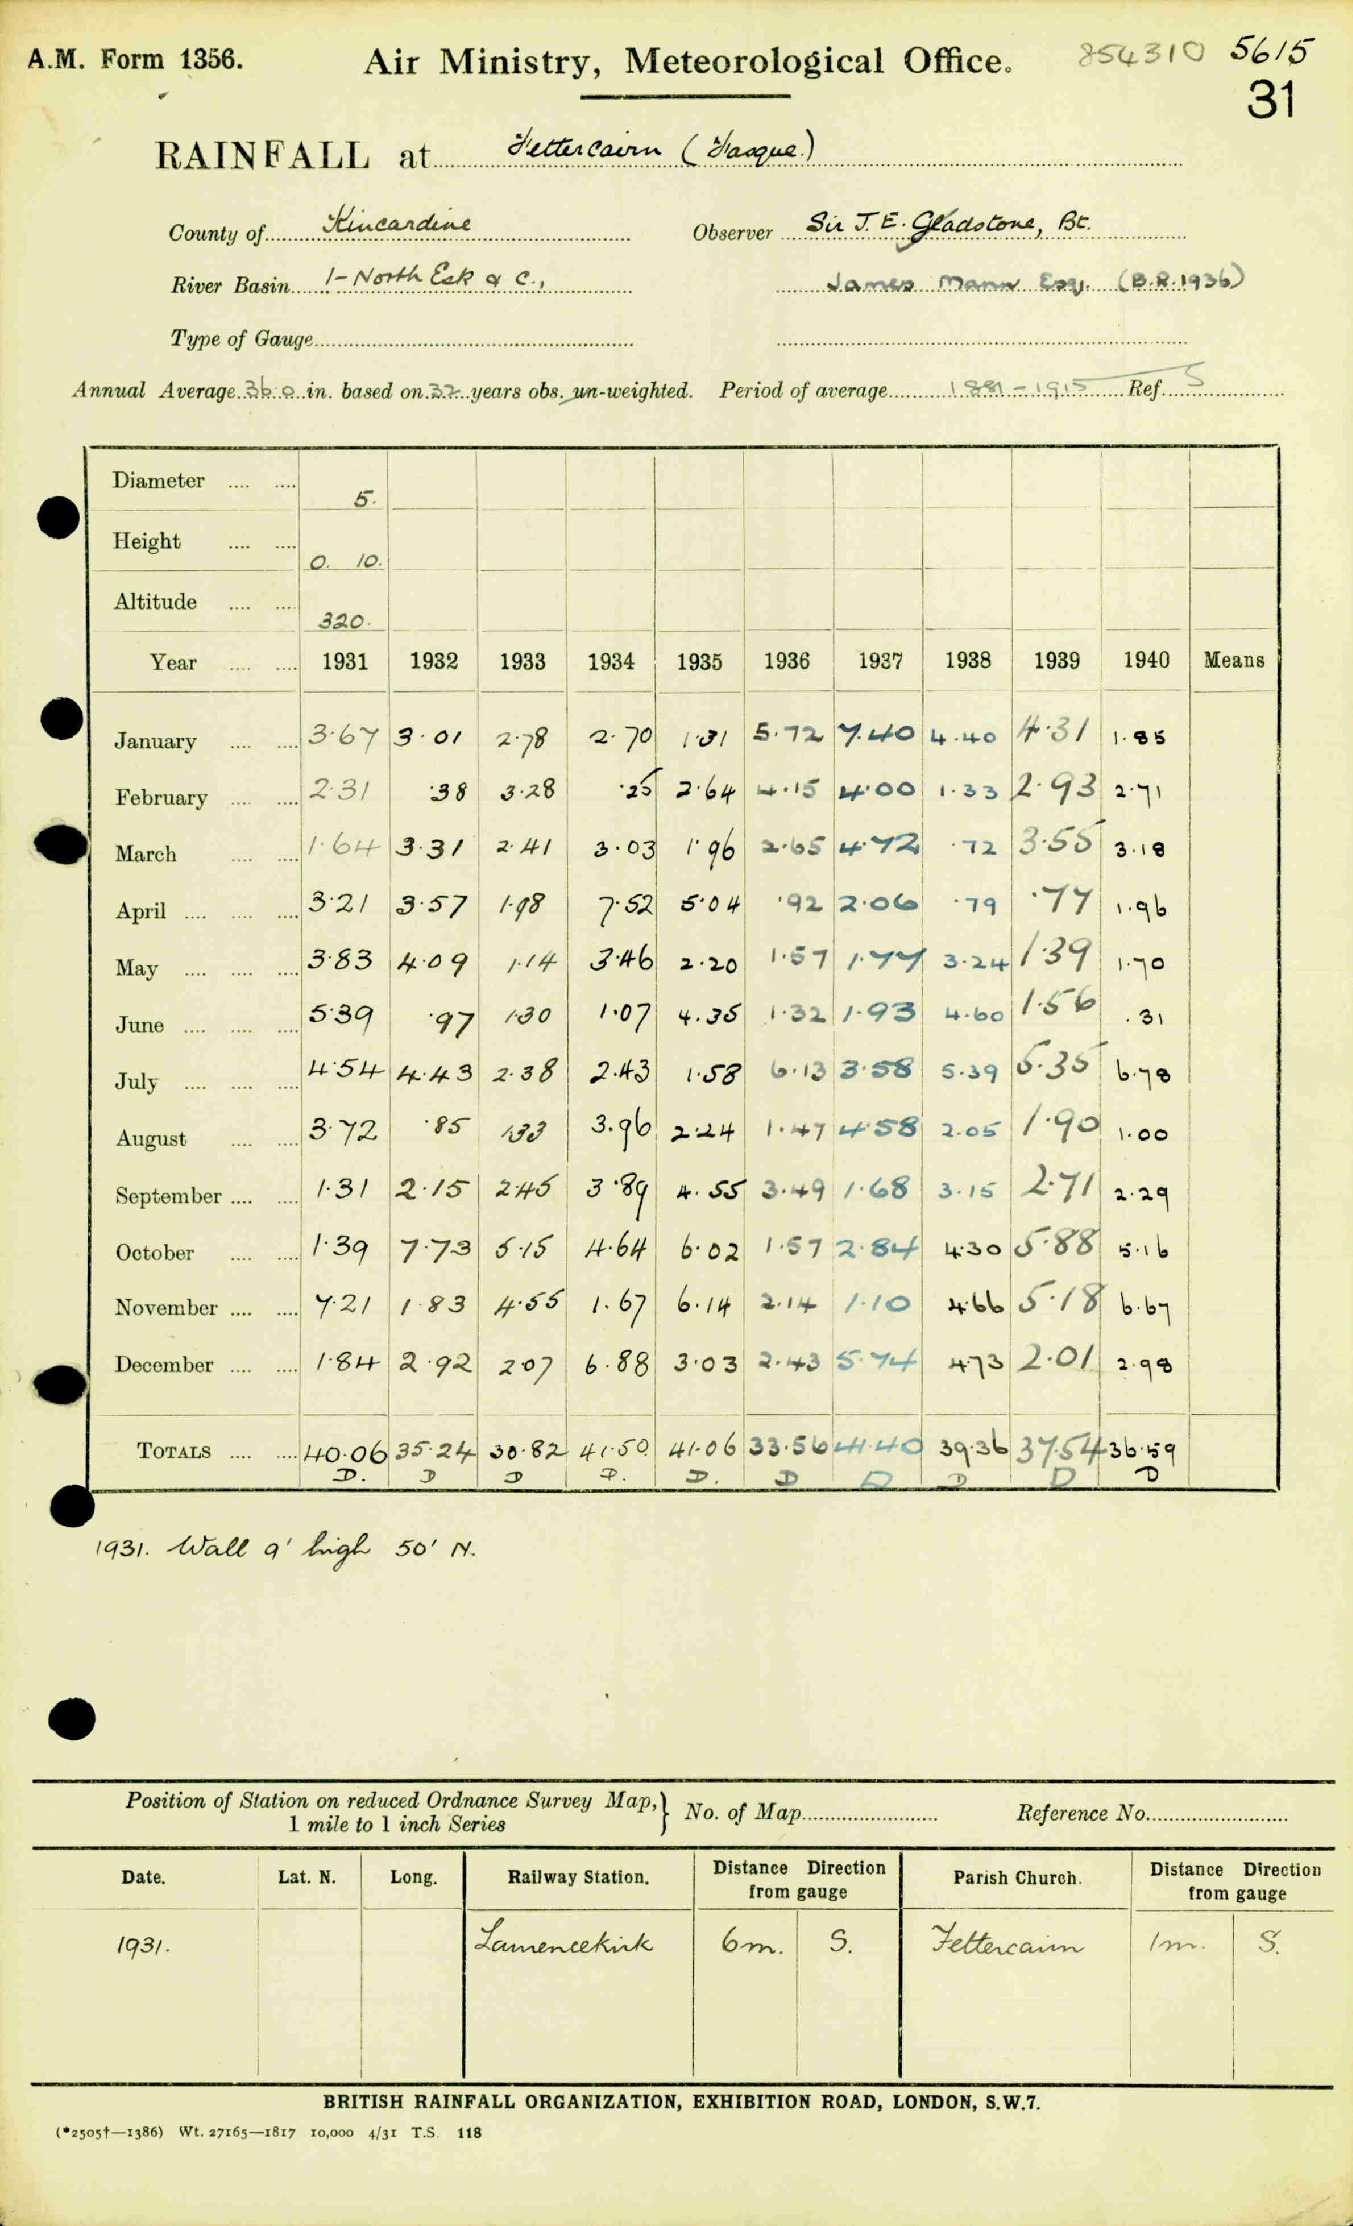 A.M. Form 1356.
Air Ministry, Meteorological Office.
854310 5615
31
RAINFALL at Fettercairn (Fasque)
County of Kincardine Observer Sir J. E. Gladstone, Bt.
River Basin 1-North Esk & C., James Mann Esq. (B.R.1936)
Type of Gauge
Annual Average 36.0 in. based on 32 years obs. un-weighted. Period of average 1881-1915 Ref. S
Diameter .... .... 5.
Height .... .... 0. 10.
Altitude .... .... 320.
Year .... .... 1931 1932 1933 1934 1935 1936 1937 1938 1939 1940 Means
January .... .... 3.67 3.01 2.78 2.70 1.31 5.72 7.40 4.40 4.31 1.85
February .... .... 2.31 .38 3.28 .25 2.64 4.15 4.00 1.33 2.93 2.71
March .... .... 1.64 3.31 2.41 3.03 1.96 2.65 4.72 .72 3.55 3.18
April .... .... .... 3.21 3.57 1.98 7.52 5.04 .92 2.06 .79 .77 1.96
May .... .... .... 3.83 4.09 1.14 3.46 2.20 1.57 1.77 3.24 1.39 1.70
June .... .... .... 5.39 .97 1.30 1.07 4.35 1.32 1.93 4.60 1.56 .31
July .... .... .... 4.54 4.43 2.38 2.43 1.58 6.13 3.58 5.39 5.35 6.78
August .... .... 3.72 .85 1.33 3.96 2.24 1.47 4.58 2.05 1.90 1.00
September .... .... 1.31 2.15 2.45 3.89 4.55 3.49 1.68 3.15 2.71 2.29
October .... .... 1.39 7.73 5.15 4.64 6.02 1.57 2.84 4.30 5.88 5.16
November .... .... 7.21 1.83 4.55 1.67 6.14 2.14 1.10 4.66 5.18 6.67
December .... .... 1.84 2.92 2.07 6.88 3.03 2.43 5.74 4.73 2.01 2.98
TOTALS .... .... 40.06 35.24 30.82 41.50 41.06 33.56 41.40 39.36 37.54 36.59
D. D D D. D. D D D D D
1931. Wall 9' high 50' N.
Position of Station on reduced Ordnance Survey Map,} No. of Map Reference No.
1 mile to 1 inch Series
Date. Lat. N. Long. Railway Station. Distance Direction from gauge Parish Church. Distance Direction from gauge
1931. Laurencekirk 6m. S. Fettercairn 1m. S.
BRITISH RAINFALL ORGANIZATION, EXHIBITION ROAD, LONDON, S.W.7.
(*2505†—1386) Wt. 27165—1817 10,000 4/31 T.S. 118